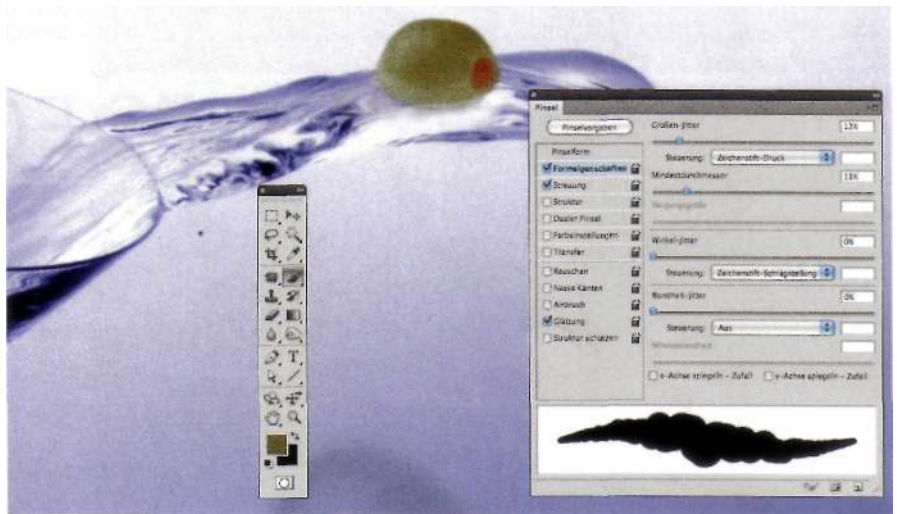 Pinsel
Pinselvorgaben
Pinselform
Formeigenschaften
Streuung
Struktur
Dualer Pinsel
Farbeinstellungen
Transfer
Rauschen
Nasse Kanten
Airbrush
Glättung
Struktur schützen
Größen-Jitter
Steuerung: Zeichenstift-Druck
Mindestdurchmesser
Winkel-Jitter
0%
Steuerung: Zeichenstift-Schrägstellung
Rundheit-Jitter
0%
Steuerung: Aus
x-Achse spiegeln - Zufall
y-Achse spiegeln - Zufall
T